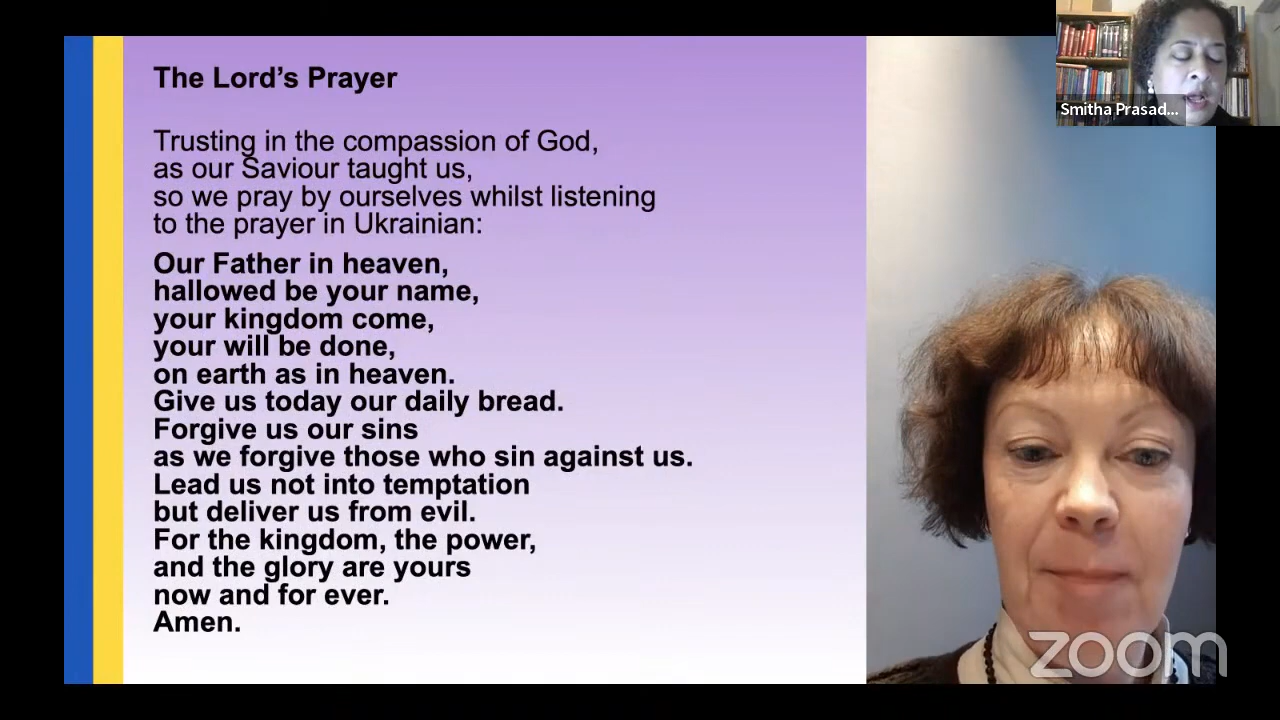 The Lord’s Prayer
Trusting in the compassion of God,
as our Saviour taught us,
so we pray by ourselves whilst listening
to the prayer in Ukrainian:
Our Father in heaven,
hallowed be your name,
your kingdom come,
your will be done,
on earth as in heaven.
Give us today our daily bread.
Forgive us our sins
as we forgive those who sin against us.
Lead us not into temptation
but deliver us from evil.
For the kingdom, the power,
and the glory are yours
now and for ever.
Amen.
Smitha Prasad...
zoom